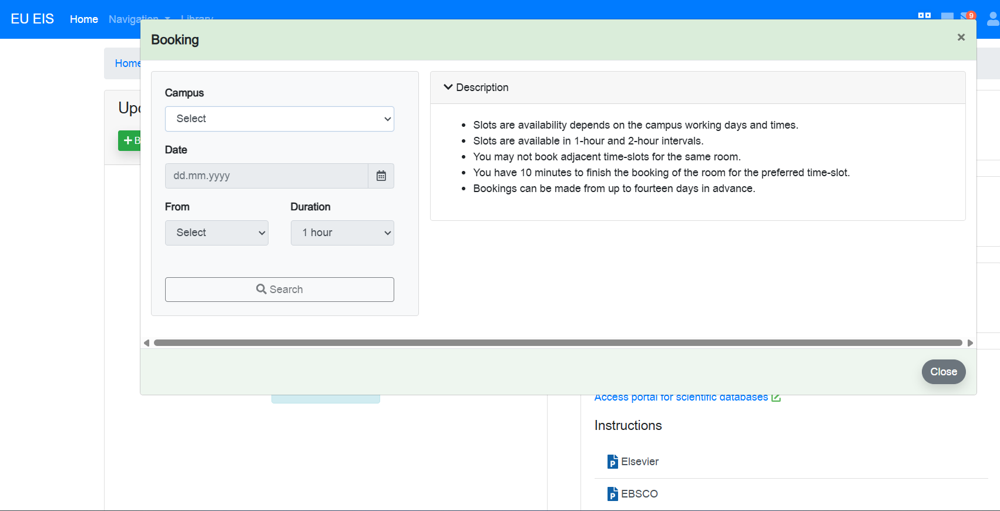 EU EIS Home Navigation Library
9
Booking
×
Home
Campus
Select
Date
dd.mm.yyyy
From Duration
Select 1 hour
Search
Description
Slots are availability depends on the campus working days and times.
Slots are available in 1-hour and 2-hour intervals.
You may not book adjacent time-slots for the same room.
You have 10 minutes to finish the booking of the room for the preferred time-slot.
Bookings can be made from up to fourteen days in advance.
Close
Access portal for scientific databases
Instructions
Elsevier
EBSCO